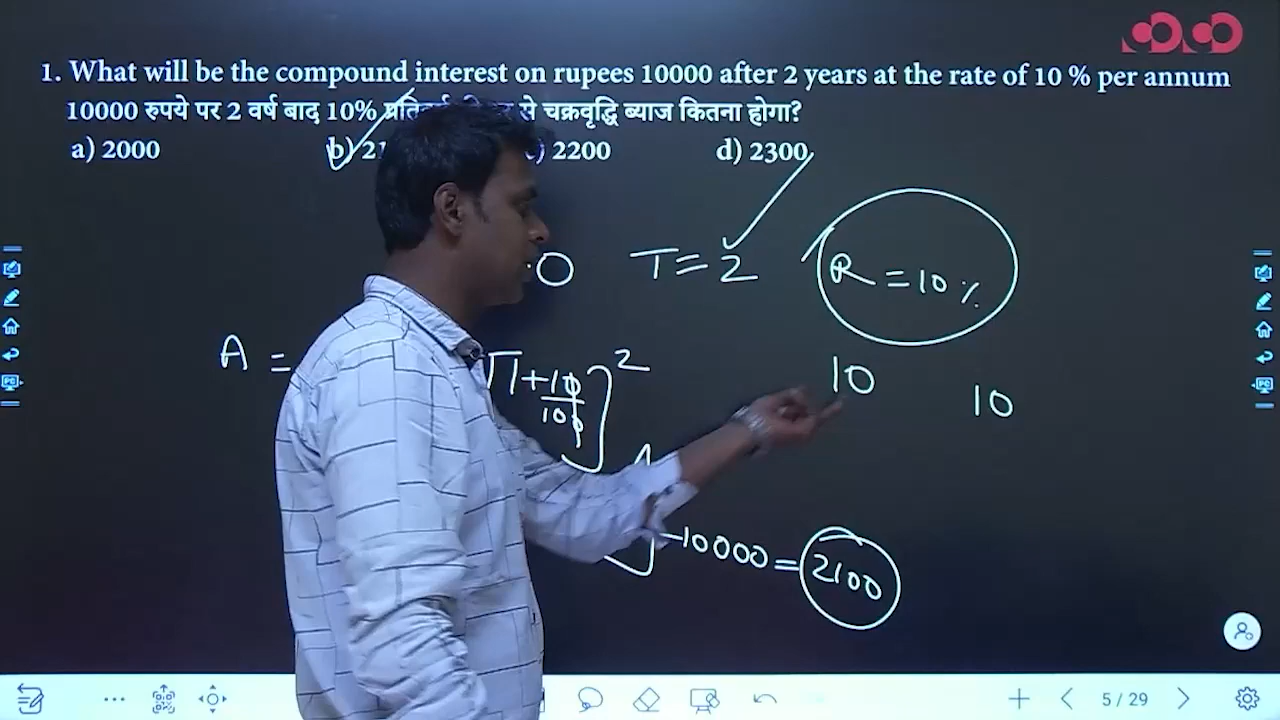 1. What will be the compound interest on rupees 10000 after 2 years at the rate of 10 % per annum
10000 रुपये पर 2 वर्ष बाद 10% से चक्रवृद्धि ब्याज कितना होगा?
a) 2000 b) 2200 d) 2300
0 T=2 R=10%
A = [1+10/100]2
10 10
-10000=2100
5 / 29